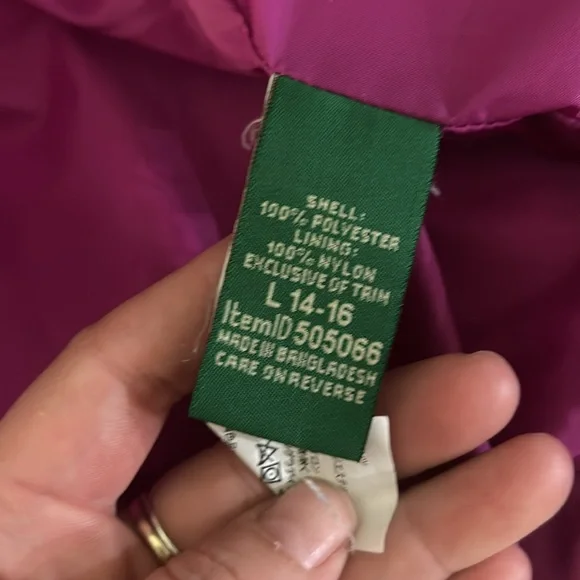 SHELL:
100% POLYESTER
LINING:
100% NYLON
EXCLUSIVE OF TRIM
L 14-16
ItemID 505066
MADE IN BANGLADESH
CARE ON REVERSE